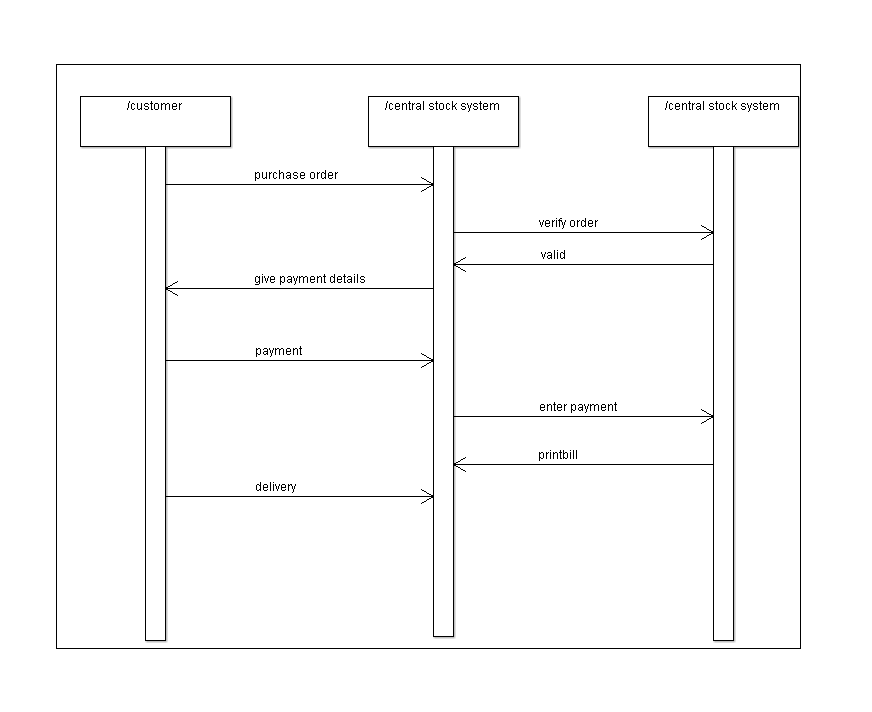 /customer
/central stock system
/central stock system
purchase order
verify order
valid
give payment details
payment
enter payment
printbill
delivery